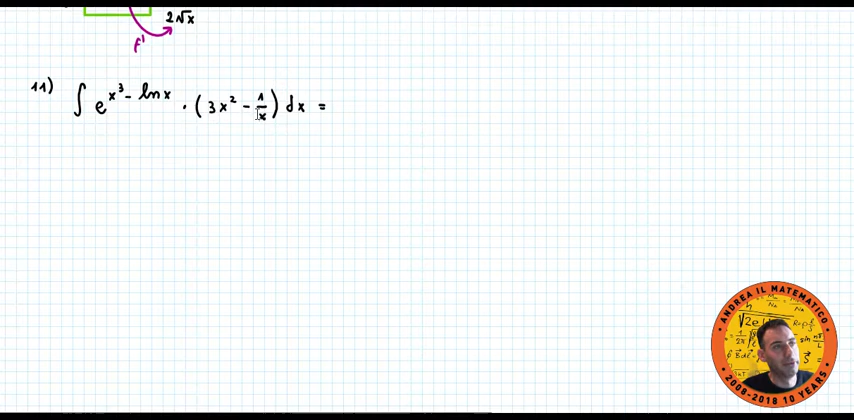 2√x
f'
11) ∫ e^{x³ - ln x} · (3x² - 1/x) dx =
ANDREA IL MATEMATICO
2008-2018 10 YEARS